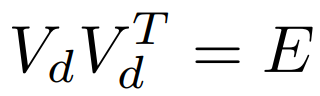 $V_d V_d^T = E$